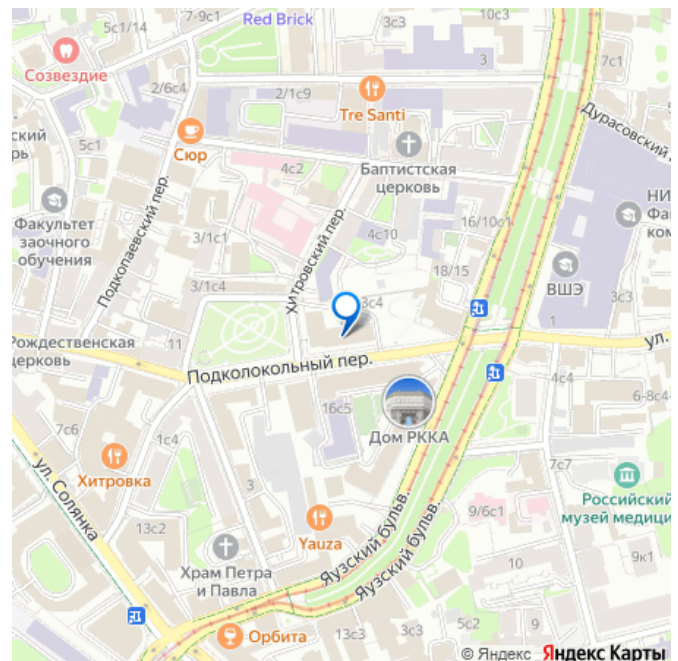 7-9с1
Red Brick
3с3
10с3
5с1/14
Созвездие
2/6с4
2/1с9
3
7с1
Tre Santi
Дурасовский
ский
рь
5с1
Сюр
4с2
Баптистская
церковь
НИ
Фа
ком
Факультет
заочного
обучения
Подкопаевский пер.
3/1с1
Хитровский пер.
4с10
16/10с1
18/15
ВШЭ
3с3
3/1с4
3с4
1
Рождественская
церковь
11
Подколокольный пер.
ул.
4с4
6-8с4
16с5
Дом РККА
7с6
1с4
Хитровка
ул. Солянка
3
7с7
Российский
музей медици
9/6с1
13с2
Yauza
Яузский бульв.
Яузский бульв.
Храм Петра
и Павла
10
9к1
Орбита
13с3
3с3
5с2
9
© Яндекс Яндекс Карты